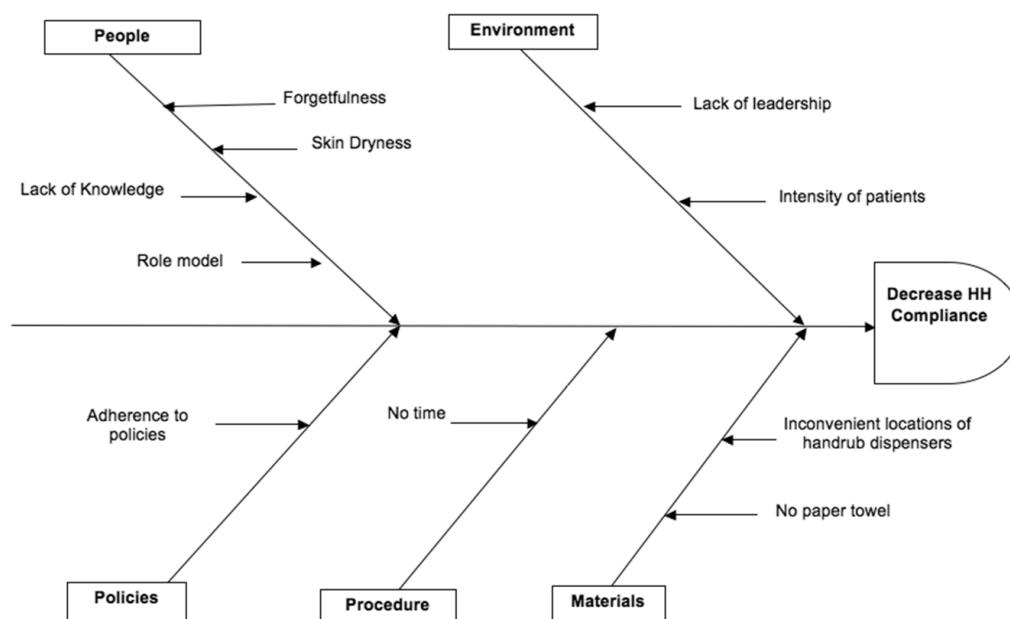 People
Environment
Forgetfulness
Lack of leadership
Skin Dryness
Lack of Knowledge
Intensity of patients
Role model
Decrease HH
Compliance
Adherence to
policies
No time
Inconvenient locations of
handrub dispensers
No paper towel
Policies
Procedure
Materials